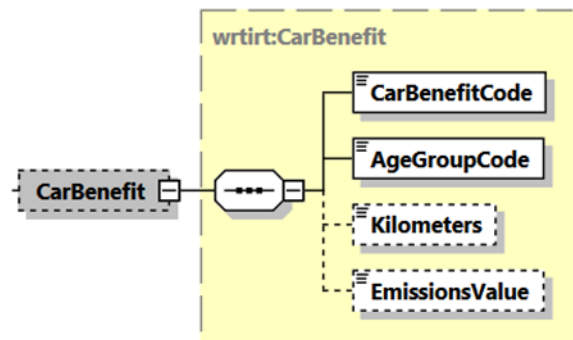 wrtirt:CarBenefit
CarBenefitCode
AgeGroupCode
CarBenefit
Kilometers
EmissionsValue